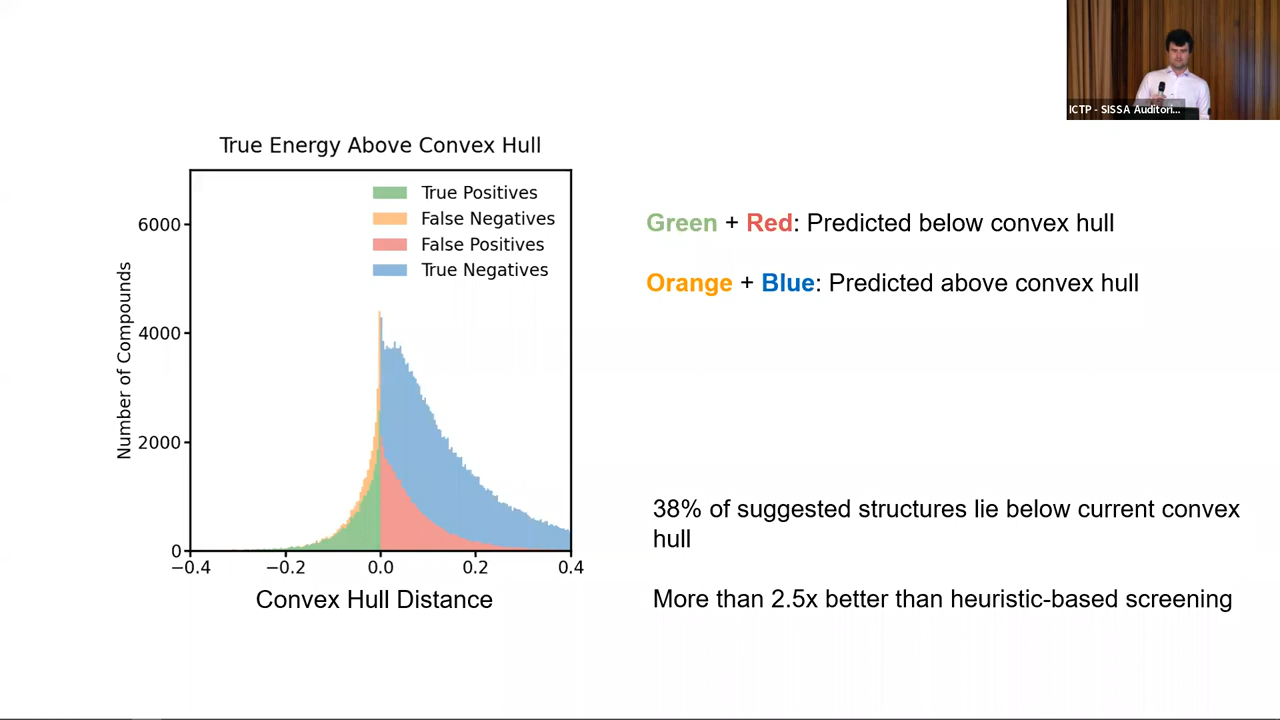 ICTP - SISSA Auditori...
True Energy Above Convex Hull
True Positives
False Negatives
False Positives
True Negatives
6000
4000
2000
0
Number of Compounds
−0.4
−0.2
0.0
0.2
0.4
Convex Hull Distance
Green + Red: Predicted below convex hull
Orange + Blue: Predicted above convex hull
38% of suggested structures lie below current convex
hull
More than 2.5x better than heuristic-based screening